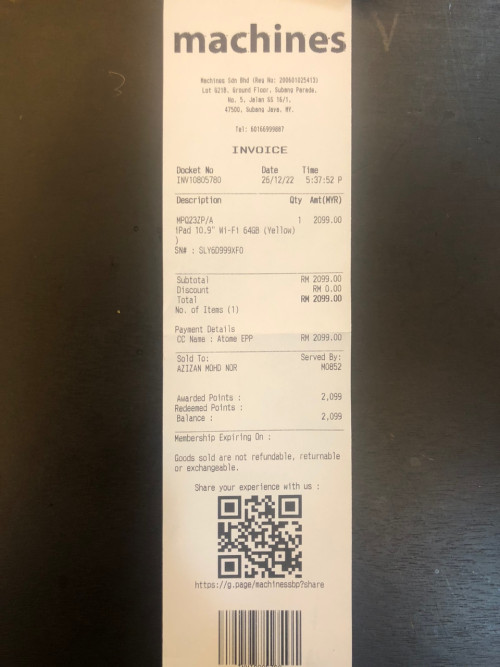 machines
Machines Sdn Bhd (Reg No: 200601025413)
Lot G21B, Ground Floor, Subang Parade,
No. 5, Jalan SS 16/1,
47500, Subang Jaya, MY.
Tel: 60166999887
INVOICE
Docket No Date Time
INV10805780 26/12/22 5:37:52 P
Description Qty Amt(MYR)
MPQ23ZP/A 1 2099.00
iPad 10.9" Wi-Fi 64GB (Yellow)
)
SN# : SLY6D999XF0
Subtotal RM 2099.00
Discount RM 0.00
Total RM 2099.00
No. of Items (1)
Payment Details
CC Name : Atome EPP RM 2099.00
Sold To: Served By:
AZIZAN MOHD NOR M0852
Awarded Points : 2,099
Redeemed Points :
Balance : 2,099
Membership Expiring On :
Goods sold are not refundable, returnable
or exchangeable.
Share your experience with us :
https://g.page/machinessbp?share